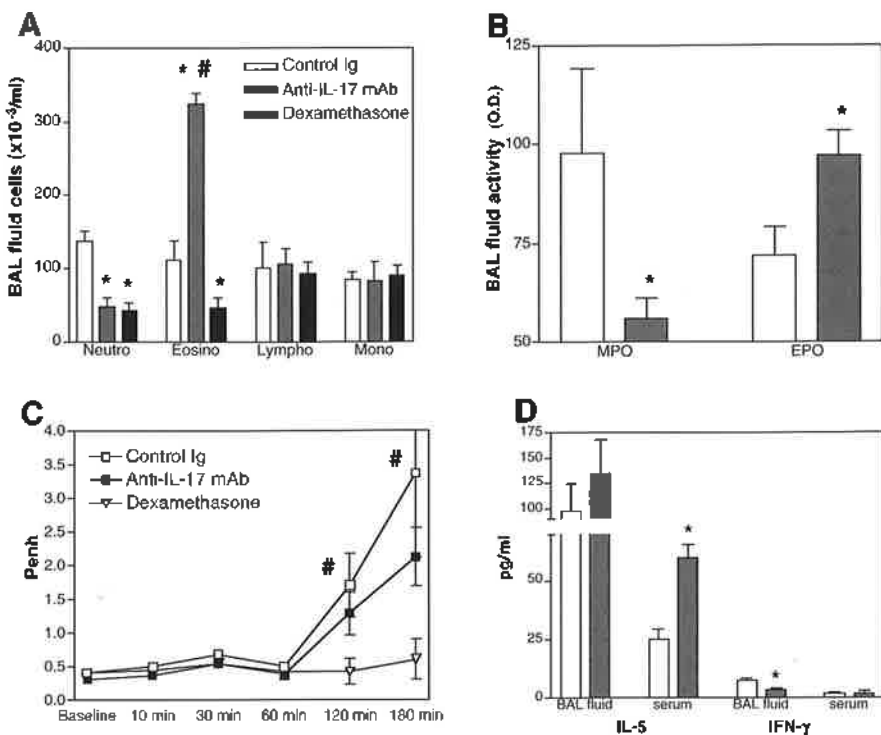 A
400
300
200
100
0
BAL fluid cells (x10⁻³/ml)
* #
Control Ig
Anti-IL-17 mAb
Dexamethasone
* *
*
Neutro Eosino Lympho Mono
B
125
100
75
50
BAL fluid activity (O.D.)
*
*
MPO EPO
C
4.0
3.5
3.0
2.5
2.0
1.5
1.0
0.5
0.0
Penh
Control Ig
Anti-IL-17 mAb
Dexamethasone
#
#
Baseline 10 min 30 min 60 min 120 min 180 min
D
175
150
125
100
50
25
0
pg/ml
*
*
BAL fluid serum BAL fluid serum
IL-5 IFN-γ